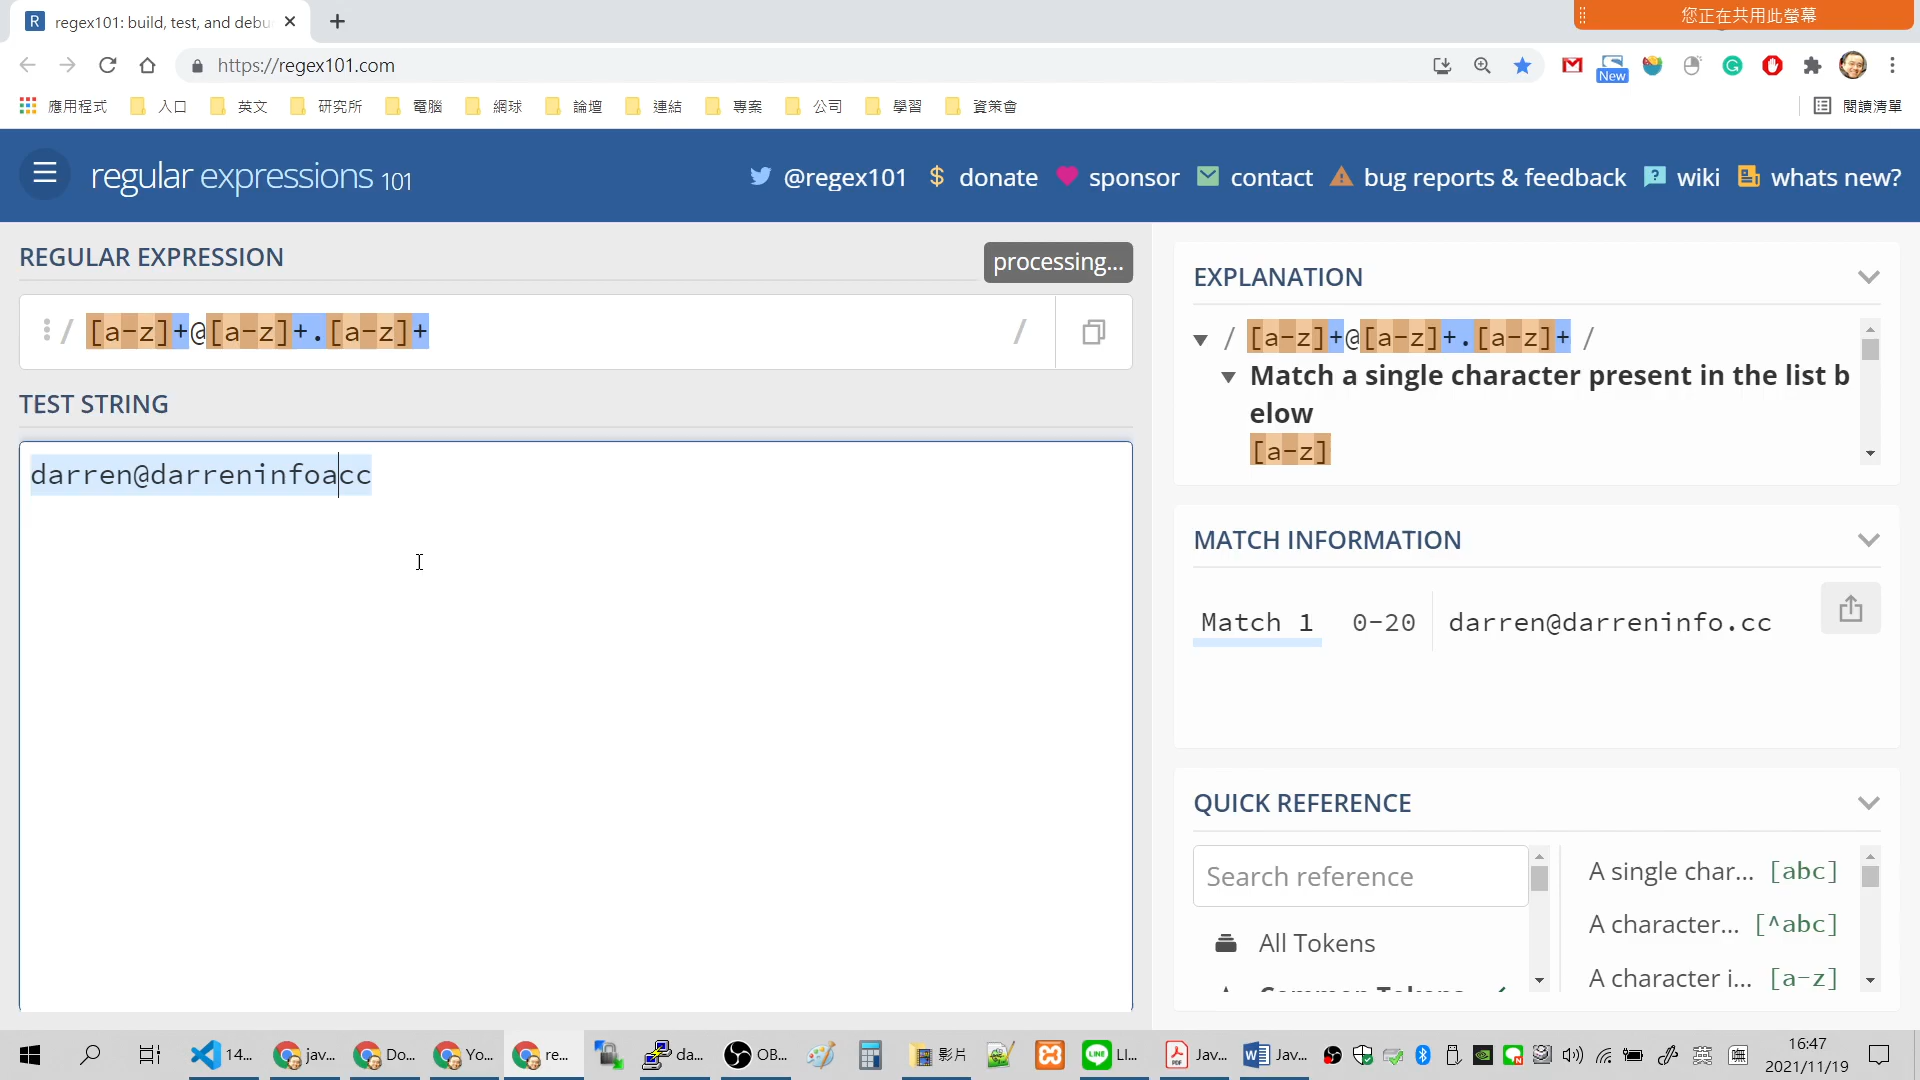 regex101: build, test, and debu
您正在共用此螢幕
https://regex101.com
New
應用程式 入口 英文 研究所 電腦 網球 論壇 連結 專案 公司 學習 資策會 閱讀清單
regular expressions 101
@regex101 donate sponsor contact bug reports & feedback wiki whats new?
REGULAR EXPRESSION
processing...
/ [a-z]+@[a-z]+.[a-z]+ /
TEST STRING
darren@darreninfoacc
EXPLANATION
/ [a-z]+@[a-z]+.[a-z]+ /
Match a single character present in the list b
elow
[a-z]
MATCH INFORMATION
Match 1 0-20 darren@darreninfo.cc
QUICK REFERENCE
Search reference
All Tokens
Common Tokens
A single char... [abc]
A character... [^abc]
A character i... [a-z]
14... jav... Do... Yo... re... da... OB... 影片 LI... Jav... Jav... 英
16:47
2021/11/19